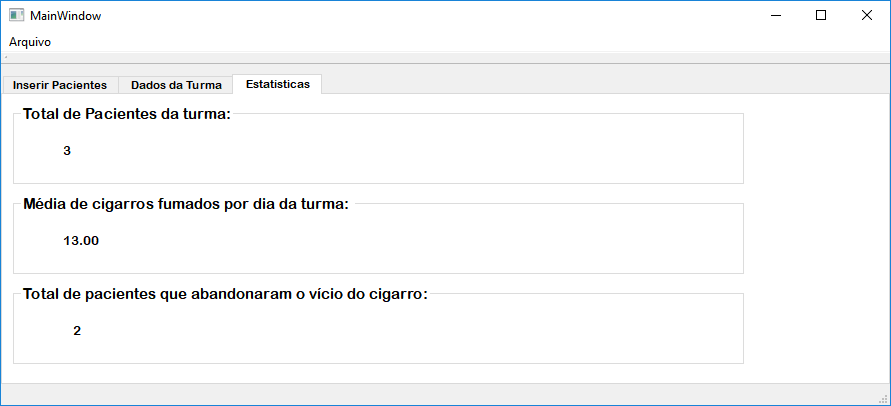 MainWindow
Arquivo
Inserir Pacientes Dados da Turma Estatisticas
Total de Pacientes da turma:
3
Média de cigarros fumados por dia da turma:
13.00
Total de pacientes que abandonaram o vício do cigarro:
2